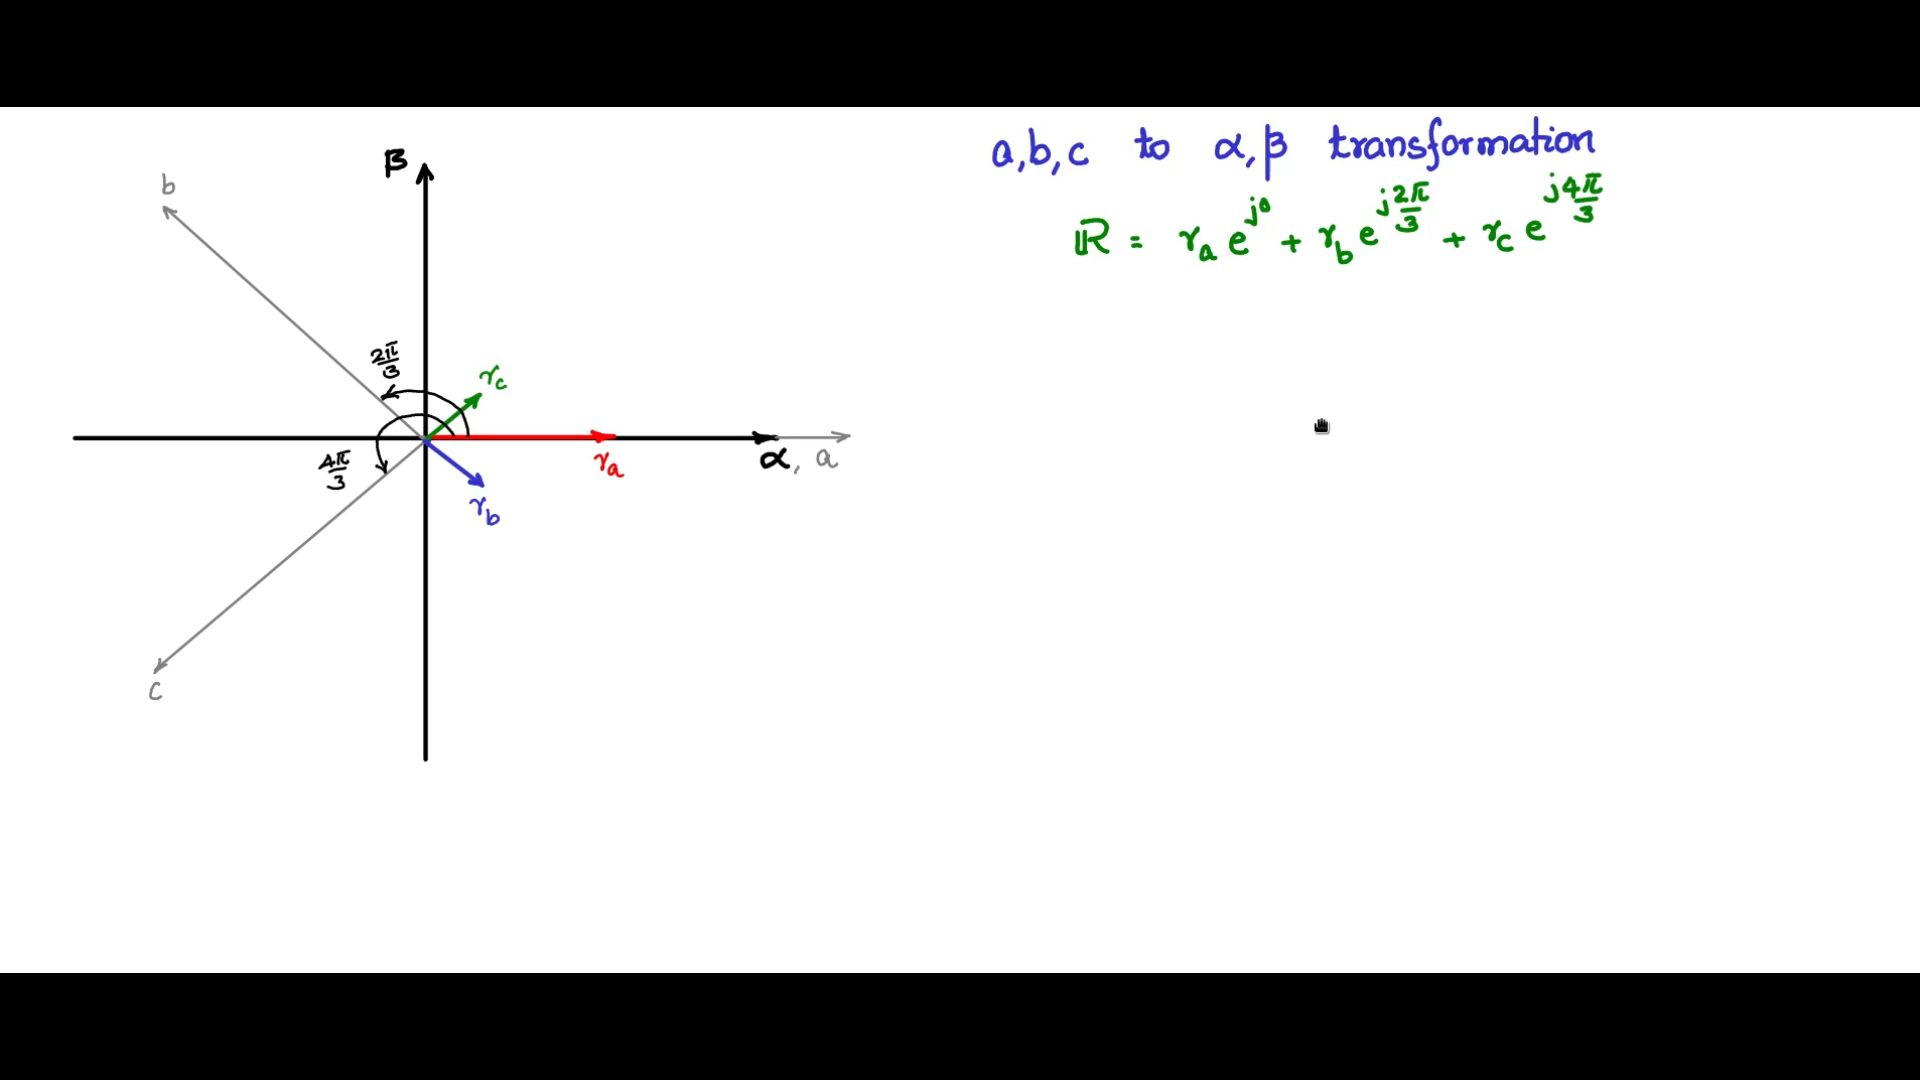 a,b,c to α,β transformation
ℝ = r_a e^{j0} + r_b e^{j2π/3} + r_c e^{j4π/3}
β
b
2π/3
r_c
4π/3
r_a
α, a
r_b
c